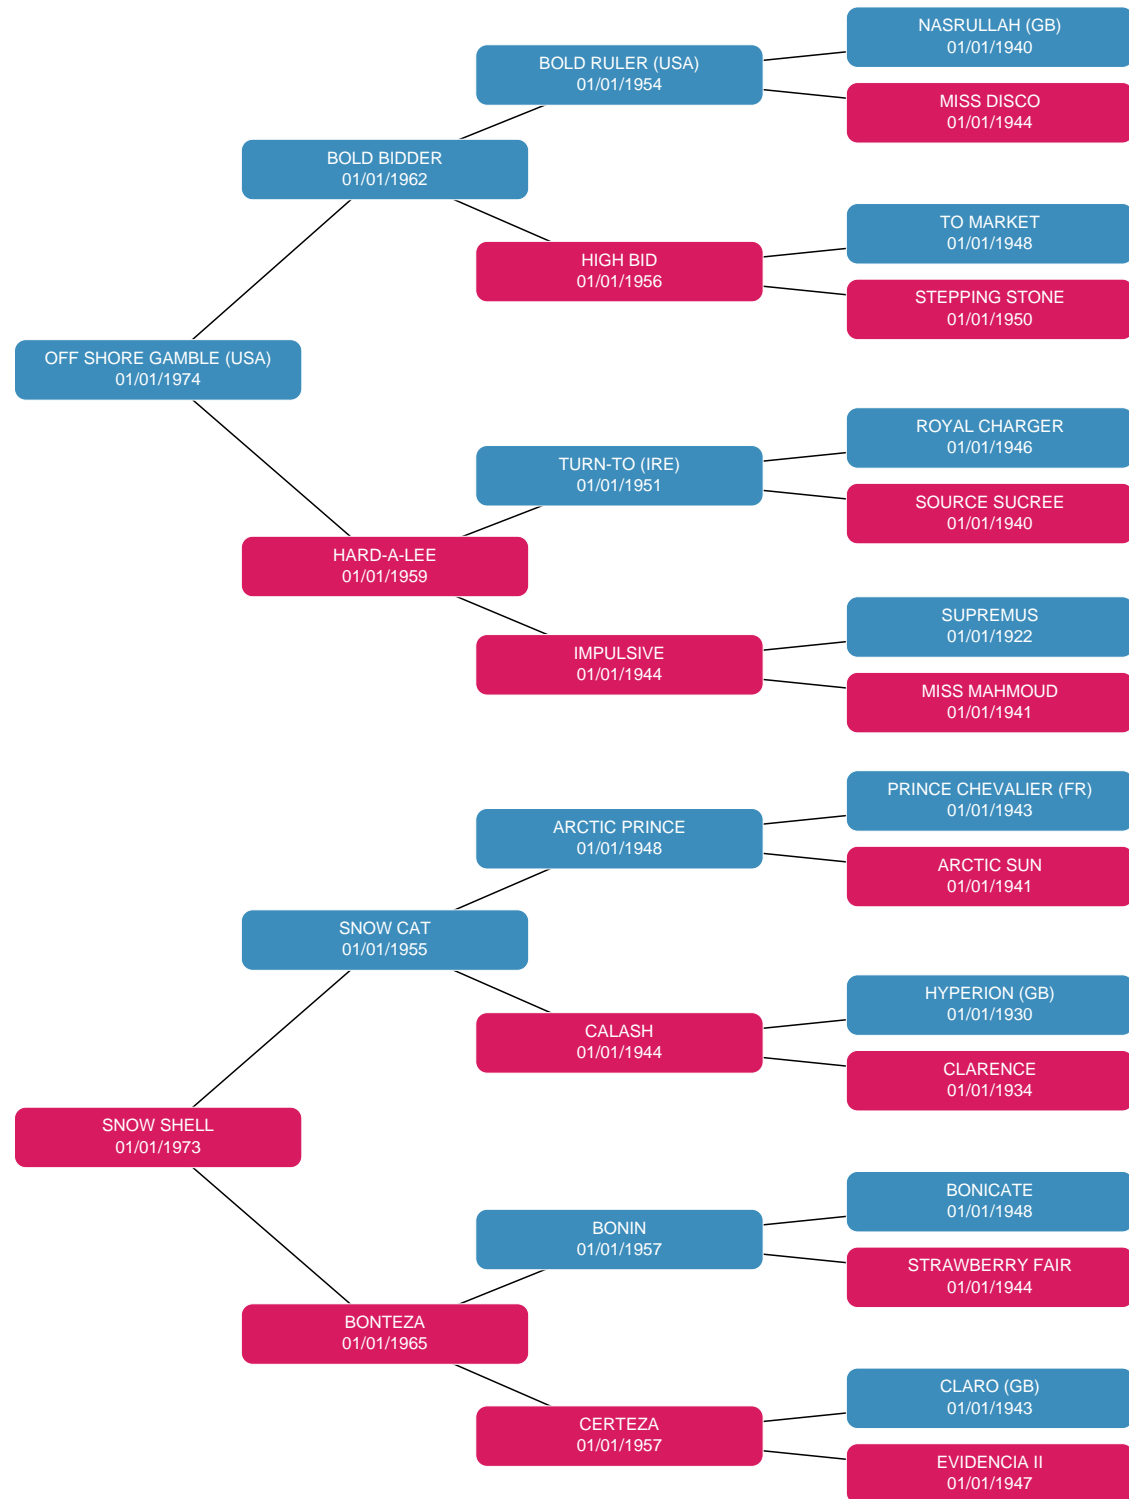 NASRULLAH (GB)
01/01/1940
BOLD RULER (USA)
01/01/1954
MISS DISCO
01/01/1944
BOLD BIDDER
01/01/1962
TO MARKET
01/01/1948
HIGH BID
01/01/1956
STEPPING STONE
01/01/1950
OFF SHORE GAMBLE (USA)
01/01/1974
ROYAL CHARGER
01/01/1946
TURN-TO (IRE)
01/01/1951
SOURCE SUCREE
01/01/1940
HARD-A-LEE
01/01/1959
SUPREMUS
01/01/1922
IMPULSIVE
01/01/1944
MISS MAHMOUD
01/01/1941
PRINCE CHEVALIER (FR)
01/01/1943
ARCTIC PRINCE
01/01/1948
ARCTIC SUN
01/01/1941
SNOW CAT
01/01/1955
HYPERION (GB)
01/01/1930
CALASH
01/01/1944
CLARENCE
01/01/1934
SNOW SHELL
01/01/1973
BONICATE
01/01/1948
BONIN
01/01/1957
STRAWBERRY FAIR
01/01/1944
BONTEZA
01/01/1965
CLARO (GB)
01/01/1943
CERTEZA
01/01/1957
EVIDENCIA II
01/01/1947